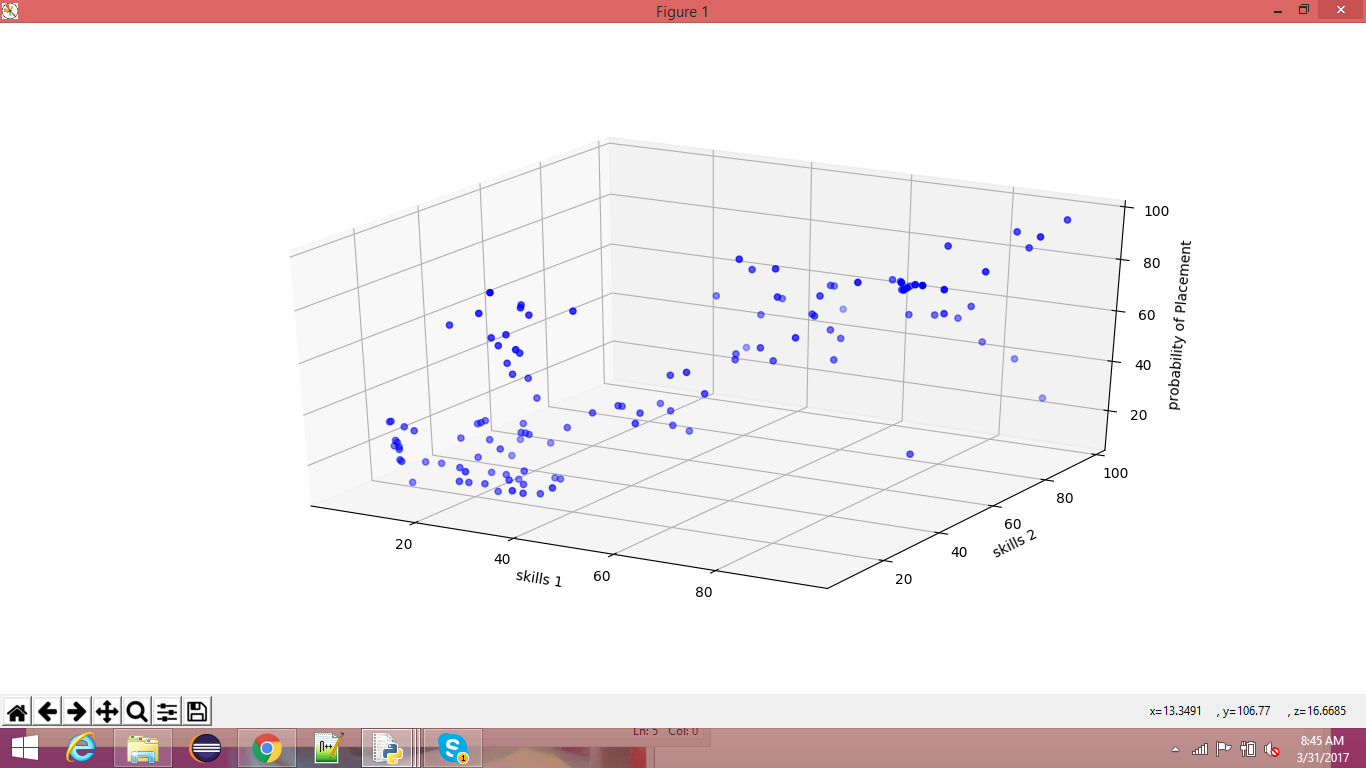 Figure 1
100
80
60
40
20
probability of Placement
100
80
60
40
20
skills 2
20
40
60
80
skills 1
x=13.3491 , y=106.77 , z=16.6685
Ln: 5 Col: 0
8:45 AM
3/31/2017